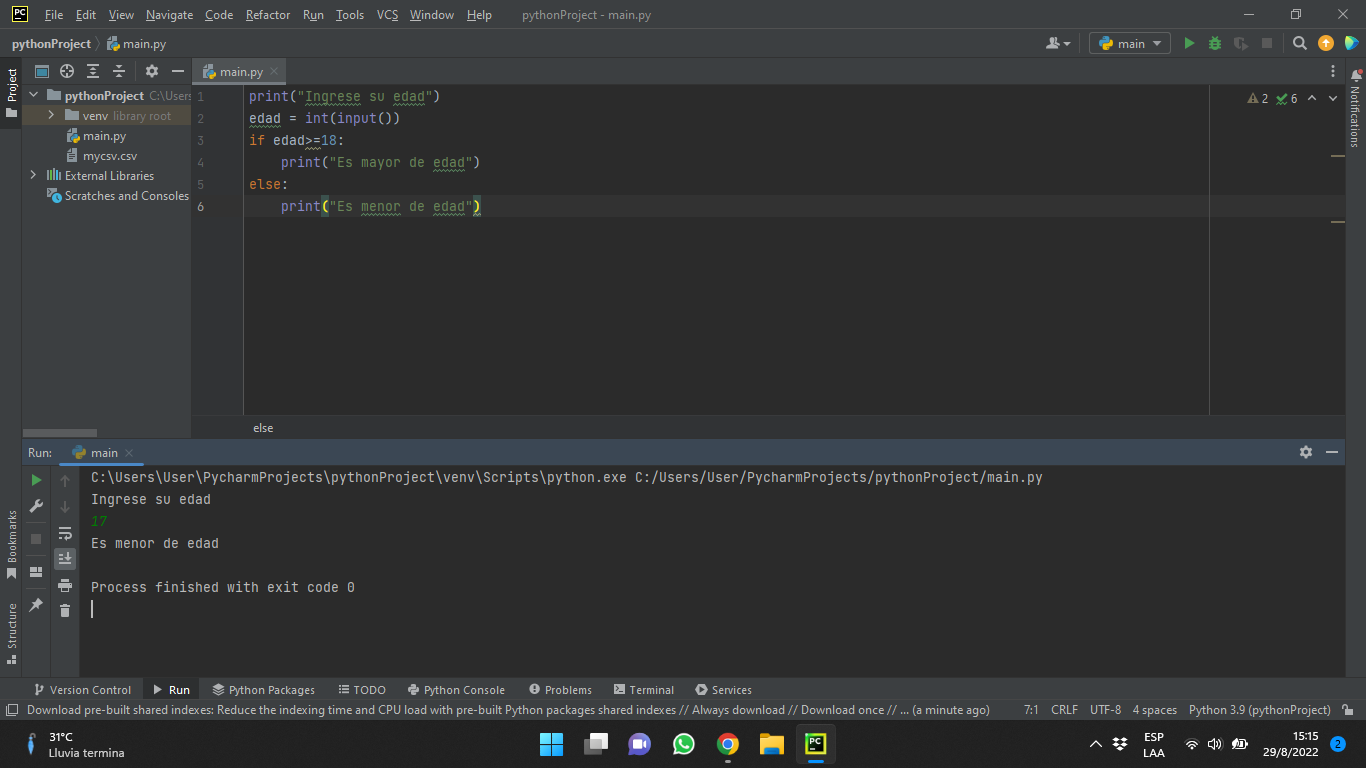 PC File Edit View Navigate Code Refactor Run Tools VCS Window Help pythonProject - main.py
pythonProject main.py main
Project main.py
pythonProject C:\Users
venv library root
main.py
mycsv.csv
External Libraries
Scratches and Consoles
1 print("Ingrese su edad")
2 edad = int(input())
3 if edad>=18:
4 print("Es mayor de edad")
5 else:
6 print("Es menor de edad")
2 6
Notifications
else
Run: main
C:\Users\User\PycharmProjects\pythonProject\venv\Scripts\python.exe C:/Users/User/PycharmProjects/pythonProject/main.py
Ingrese su edad
17
Es menor de edad
Process finished with exit code 0
Bookmarks
Structure
Version Control Run Python Packages TODO Python Console Problems Terminal Services
Download pre-built shared indexes: Reduce the indexing time and CPU load with pre-built Python packages shared indexes // Always download // Download once // ... (a minute ago) 7:1 CRLF UTF-8 4 spaces Python 3.9 (pythonProject)
31°C
Lluvia termina
PC
ESP
LAA
15:15
29/8/2022
2